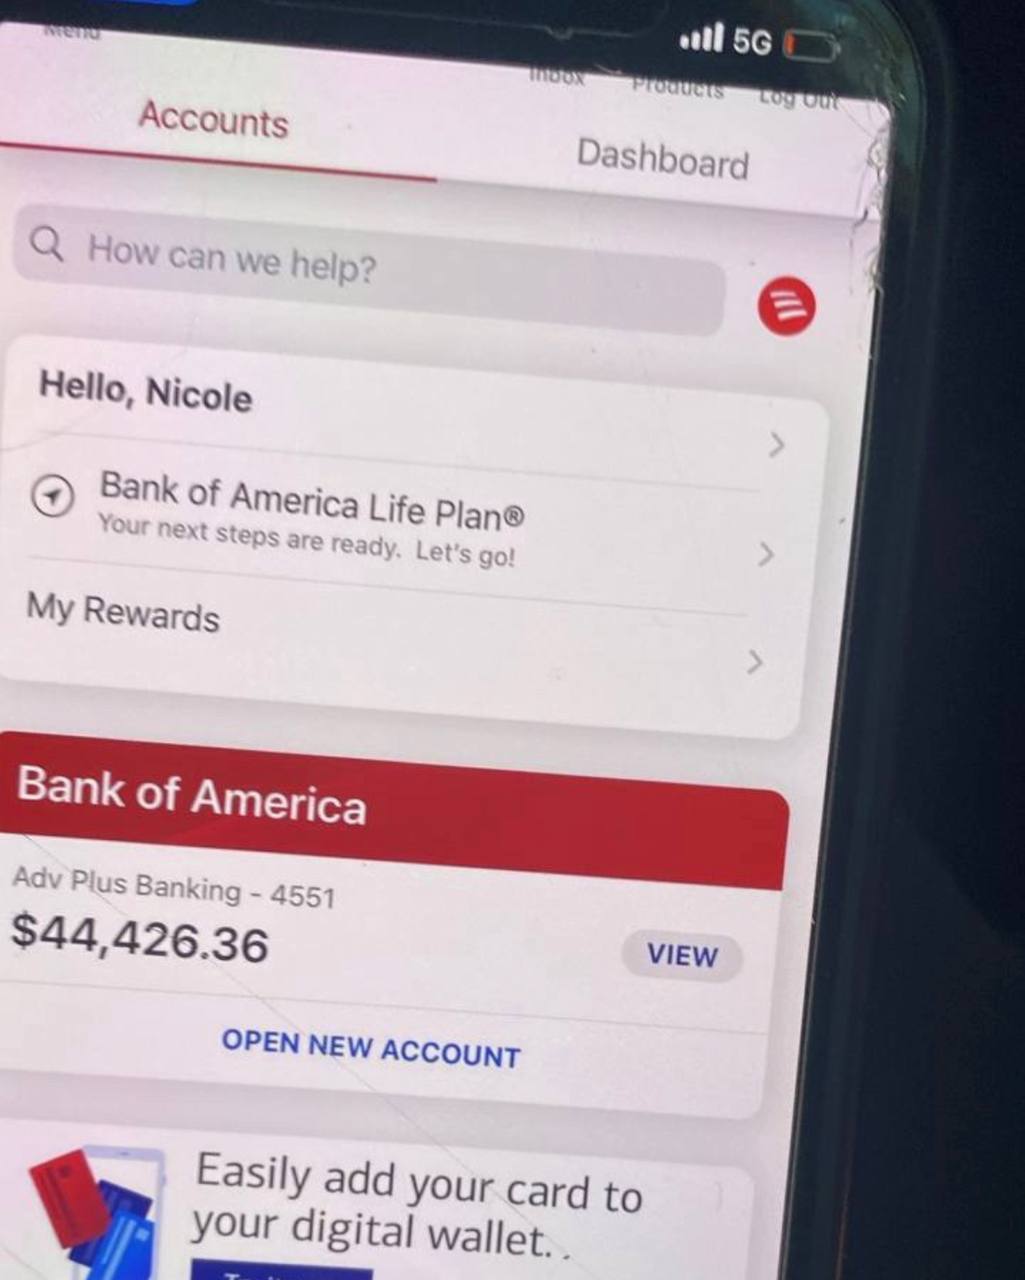 5G
Menu
Inbox Products Log Out
Accounts
Dashboard
How can we help?
Hello, Nicole
Bank of America Life Plan®
Your next steps are ready. Let's go!
My Rewards
Bank of America
Adv Plus Banking - 4551
$44,426.36
VIEW
OPEN NEW ACCOUNT
Easily add your card to
your digital wallet.